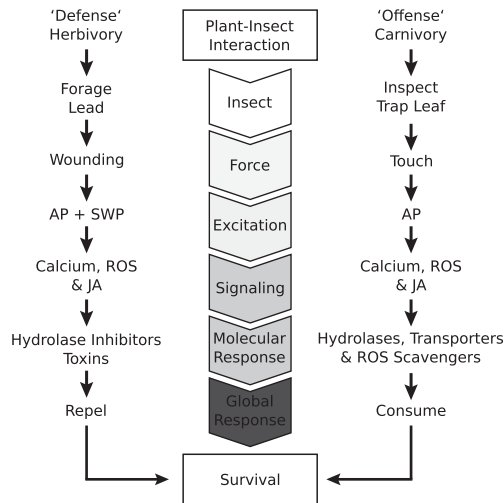 ‘Defense‘
Herbivory
Forage
Lead
Wounding
AP + SWP
Calcium, ROS
& JA
Hydrolase Inhibitors
Toxins
Repel
Plant-Insect
Interaction
Insect
Force
Excitation
Signaling
Molecular
Response
Global
Response
Survival
‘Offense‘
Carnivory
Inspect
Trap Leaf
Touch
AP
Calcium, ROS
& JA
Hydrolases, Transporters
& ROS Scavengers
Consume